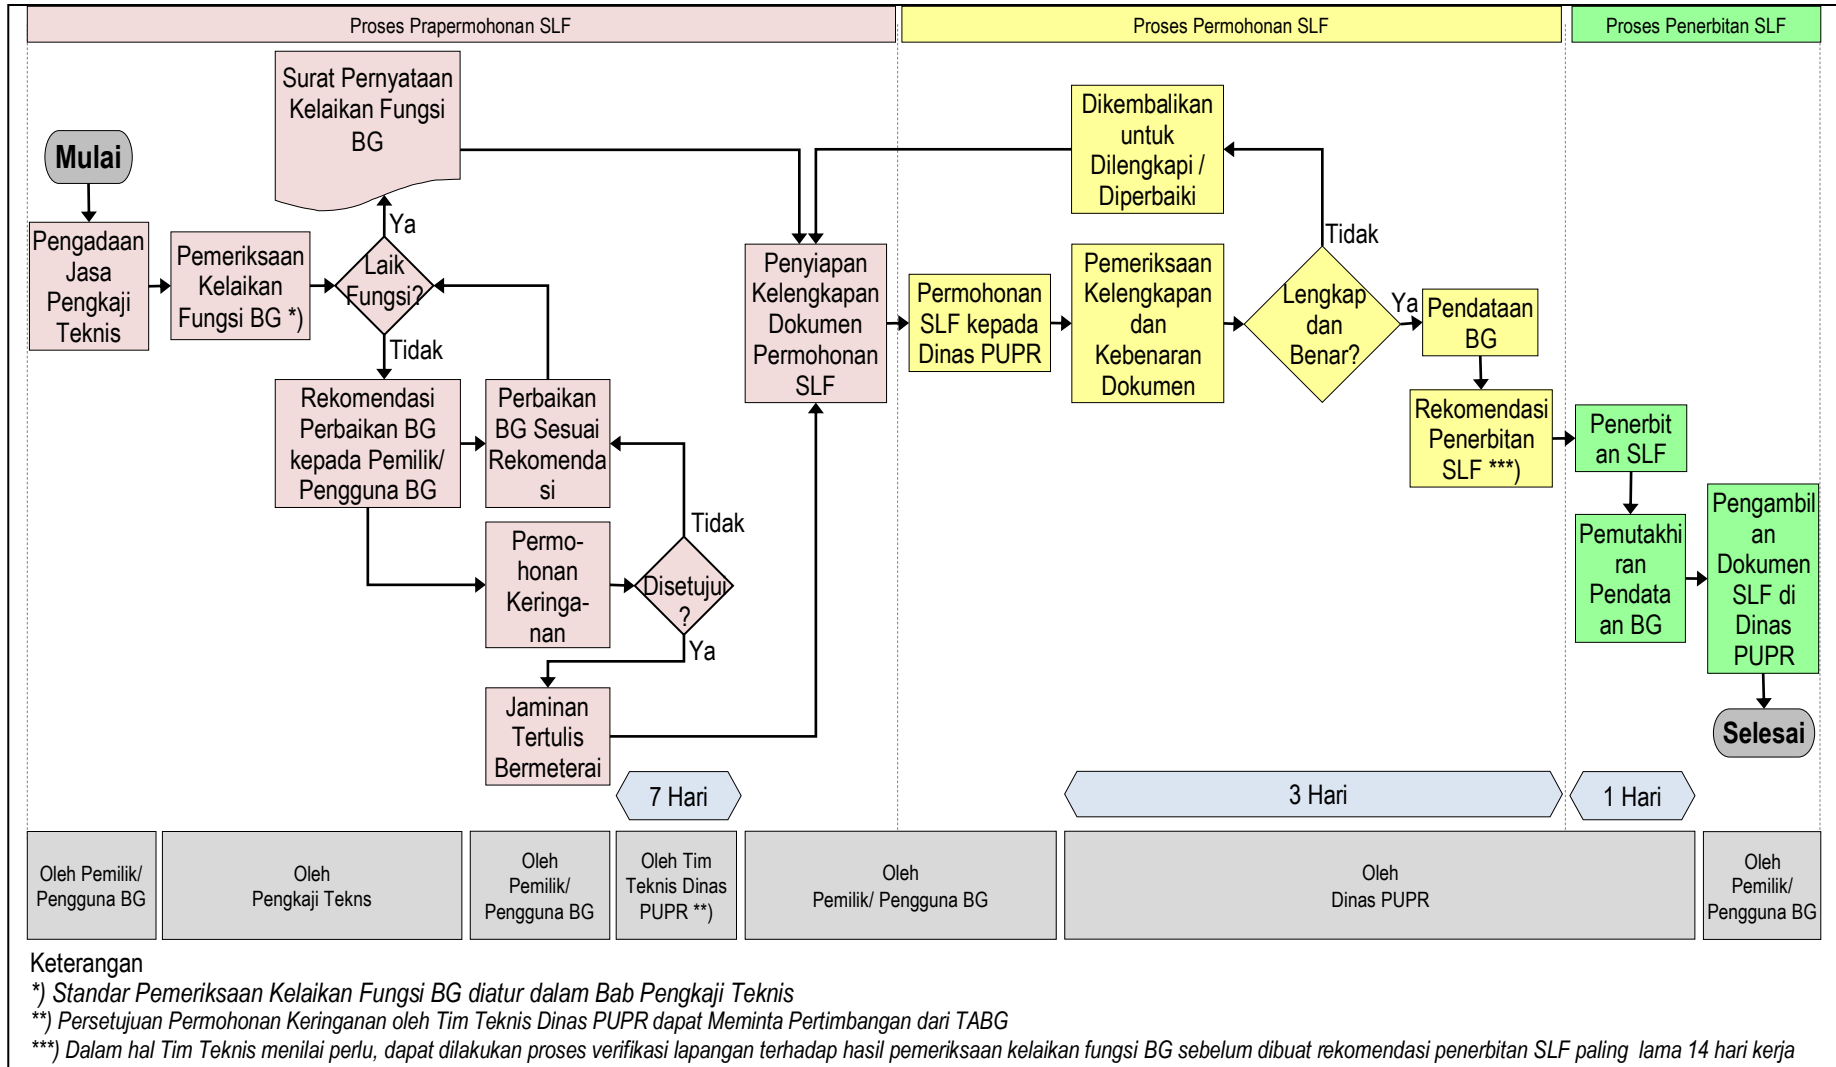 Proses Prapermohonan SLF
Proses Permohonan SLF
Proses Penerbitan SLF
Mulai
Pengadaan
Jasa
Pengkaji
Teknis
Pemeriksaan
Kelaikan
Fungsi BG *)
Laik
Fungsi?
Ya
Surat Pernyataan
Kelaikan Fungsi
BG
Tidak
Rekomendasi
Perbaikan BG
kepada Pemilik/
Pengguna BG
Perbaikan
BG Sesuai
Rekomenda
si
Permo-
honan
Keringa-
nan
Disetujui
?
Tidak
Ya
Jaminan
Tertulis
Bermeterai
Penyiapan
Kelengkapan
Dokumen
Permohonan
SLF
Permohonan
SLF kepada
Dinas PUPR
Pemeriksaan
Kelengkapan
dan
Kebenaran
Dokumen
Lengkap
dan
Benar?
Tidak
Dikembalikan
untuk
Dilengkapi /
Diperbaiki
Ya
Pendataan
BG
Rekomendasi
Penerbitan
SLF ***)
Penerbit
an SLF
Pemutakhi
ran
Pendata
an BG
Pengambil
an
Dokumen
SLF di
Dinas
PUPR
Selesai
7 Hari
3 Hari
1 Hari
Oleh Pemilik/
Pengguna BG
Oleh
Pengkaji Tekns
Oleh
Pemilik/
Pengguna BG
Oleh Tim
Teknis Dinas
PUPR **)
Oleh
Pemilik/ Pengguna BG
Oleh
Dinas PUPR
Oleh
Pemilik/
Pengguna BG
Keterangan
*) Standar Pemeriksaan Kelaikan Fungsi BG diatur dalam Bab Pengkaji Teknis
**) Persetujuan Permohonan Keringanan oleh Tim Teknis Dinas PUPR dapat Meminta Pertimbangan dari TABG
***) Dalam hal Tim Teknis menilai perlu, dapat dilakukan proses verifikasi lapangan terhadap hasil pemeriksaan kelaikan fungsi BG sebelum dibuat rekomendasi penerbitan SLF paling lama 14 hari kerja